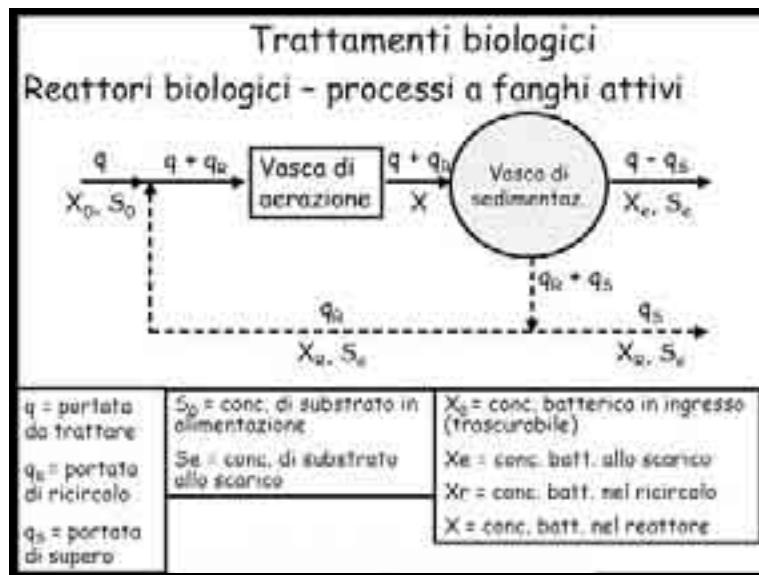 Trattamenti biologici
Reattori biologici – processi a fanghi attivi
q
q + qR
Vasca di
aerazione
q + qR
Vasca di
sedimentaz.
q - qS
X0, S0
X
Xe, Se
qR + qS
qR
qS
XR, Se
XR, Se
q = portata
da trattare
qR = portata
di ricircolo
qS = portata
di supero
S0 = conc. di substrato in
alimentazione
Se = conc. di substrato
allo scarico
X0 = conc. batterica in ingresso
(trascurabile)
Xe = conc. batt. allo scarico
Xr = conc. batt. nel ricircolo
X = conc. batt. nel reattore